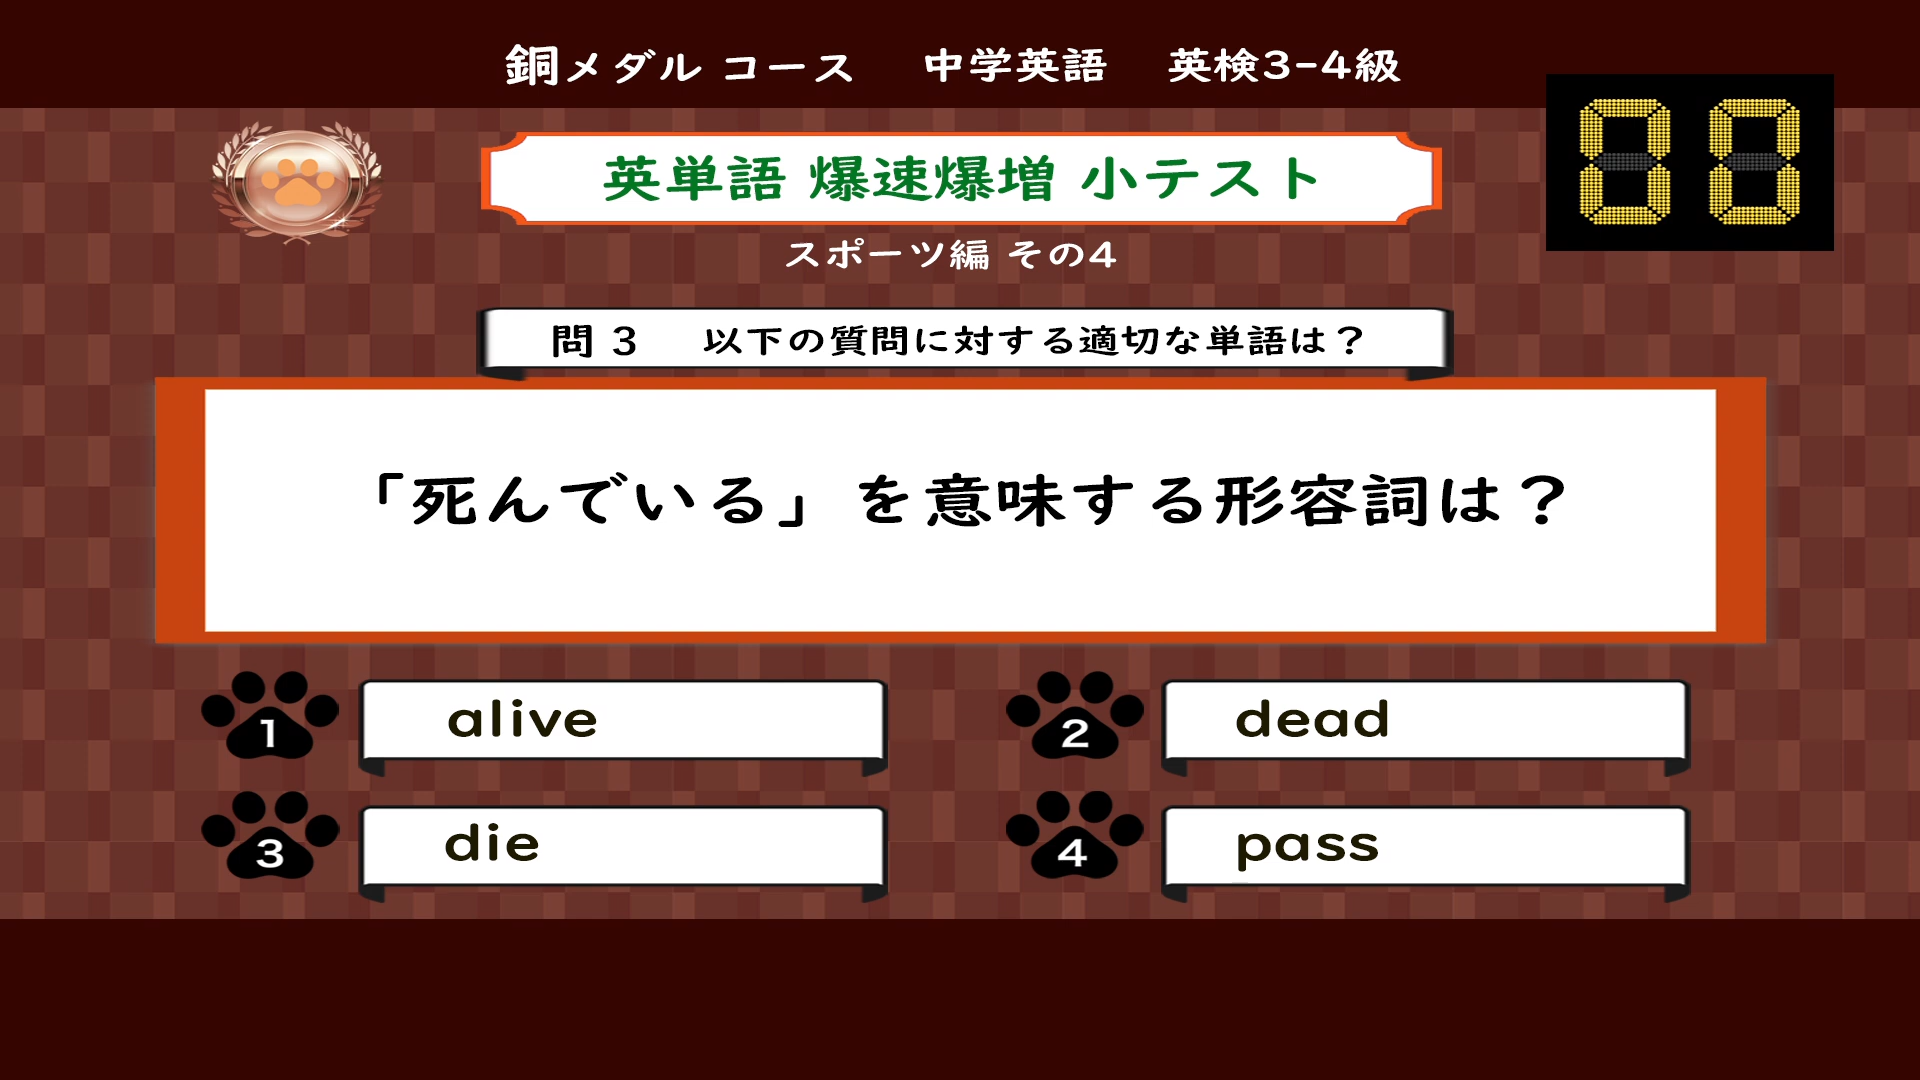 銅メダル コース 中学英語 英検3-4級
00
英単語 爆速爆増 小テスト
スポーツ編 その4
問 3 以下の質問に対する適切な単語は？
「死んでいる」を意味する形容詞は？
1 alive
2 dead
3 die
4 pass